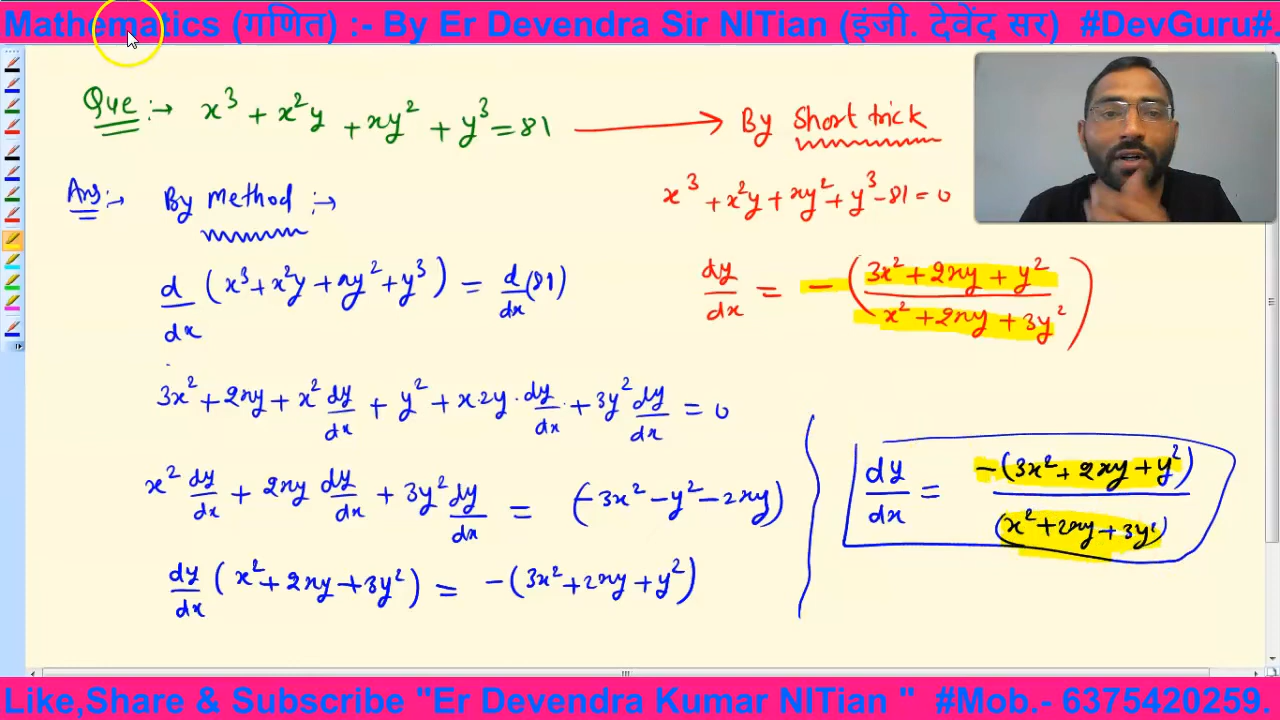 Mathematics (गणित) :- By Er Devendra Sir NITian (इंजी. देवेंद्र सर) #DevGuru#.
Que :→ x³ + x²y + xy² + y³ = 81 ⟶ By Short trick
x³ + x²y + xy² + y³ - 81 = 0
dy/dx = - (3x² + 2xy + y² / x² + 2xy + 3y²)
Ans :→ By Method :→
d/dx (x³ + x²y + xy² + y³) = d/dx (81)
3x² + 2xy + x² dy/dx + y² + x·2y · dy/dx + 3y² dy/dx = 0
x² dy/dx + 2xy dy/dx + 3y² dy/dx = (-3x² - y² - 2xy)
dy/dx (x² + 2xy + 3y²) = -(3x² + 2xy + y²)
dy/dx = -(3x² + 2xy + y²) / (x² + 2xy + 3y²)
Like,Share & Subscribe "Er Devendra Kumar NITian " #Mob.- 6375420259.